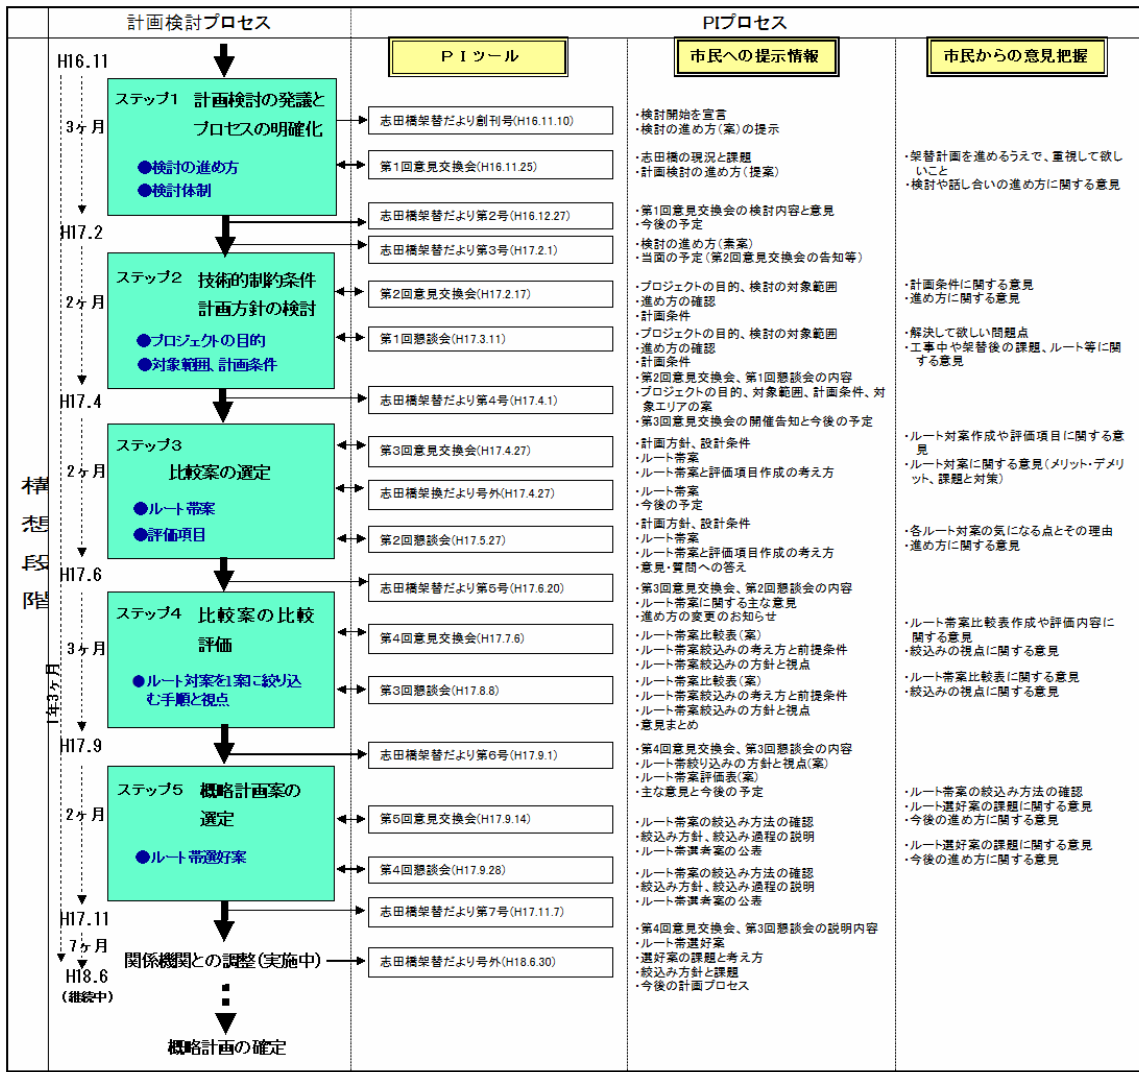 計画検討プロセス
PIプロセス
PIツール
市民への提示情報
市民からの意見把握
構想段階
1年3ヶ月
H16.11
3ヶ月
H17.2
2ヶ月
H17.4
2ヶ月
H17.6
3ヶ月
H17.9
2ヶ月
H17.11
7ヶ月
H18.6
(継続中)
ステップ1 計画検討の発議と
プロセスの明確化
●検討の進め方
●検討体制
ステップ2 技術的制約条件
計画方針の検討
●プロジェクトの目的
●対象範囲、計画条件
ステップ3
比較案の選定
●ルート帯案
●評価項目
ステップ4 比較案の比較
評価
●ルート対案を1案に絞り込
む手順と視点
ステップ5 概略計画案の
選定
●ルート帯選好案
関係機関との調整(実施中)
概略計画の確定
志田橋架替だより創刊号(H16.11.10)
第1回意見交換会(H16.11.25)
志田橋架替だより第2号(H16.12.27)
志田橋架替だより第3号(H17.2.1)
第2回意見交換会(H17.2.17)
第1回懇談会(H17.3.11)
志田橋架替だより第4号(H17.4.1)
第3回意見交換会(H17.4.27)
志田橋架換だより号外(H17.4.27)
第2回懇談会(H17.5.27)
志田橋架替だより第5号(H17.6.20)
第4回意見交換会(H17.7.6)
第3回懇談会(H17.8.8)
志田橋架替だより第6号(H17.9.1)
第5回意見交換会(H17.9.14)
第4回懇談会(H17.9.28)
志田橋架替だより第7号(H17.11.7)
志田橋架替だより号外(H18.6.30)
・検討開始を宣言
・検討の進め方(案)の提示
・志田橋の現況と課題
・計画検討の進め方(提案)
・第1回意見交換会の検討内容と意見
・今後の予定
・検討の進め方(素案)
・当面の予定(第2回意見交換会の告知等)
・プロジェクトの目的、検討の対象範囲
・進め方の確認
・計画条件
・プロジェクトの目的、検討の対象範囲
・進め方の確認
・計画条件
・第2回意見交換会、第1回懇談会の内容
・プロジェクトの目的、対象範囲、計画条件、対
象エリアの案
・第3回意見交換会の開催告知と今後の予定
・計画方針、設計条件
・ルート帯案
・ルート帯案と評価項目作成の考え方
・ルート帯案
・今後の予定
・計画方針、設計条件
・ルート帯案
・ルート帯案と評価項目作成の考え方
・意見・質問への答え
・第3回意見交換会、第2回懇談会の内容
・ルート帯案に関する主な意見
・進め方の変更のお知らせ
・ルート帯案比較表(案)
・ルート帯案絞込みの考え方と前提条件
・ルート帯案絞込みの方針と視点
・ルート帯案比較表(案)
・ルート帯案絞込みの考え方と前提条件
・ルート帯案絞込みの方針と視点
・意見まとめ
・第4回意見交換会、第3回懇談会の内容
・ルート帯絞り込みの方針と視点(案)
・ルート帯案評価表(案)
・主な意見と今後の予定
・ルート帯案の絞込み方法の確認
・絞込み方針、絞込み過程の説明
・ルート帯選考案の公表
・ルート帯案の絞込み方法の確認
・絞込み方針、絞込み過程の説明
・ルート帯選考案の公表
・第4回意見交換会、第3回懇談会の説明内容
・ルート帯選好案
・選好案の課題と考え方
・絞込み方針と課題
・今後の計画プロセス
・架替計画を進めるうえで、重視して欲し
いこと
・検討や話し合いの進め方に関する意見
・計画条件に関する意見
・進め方に関する意見
・解決して欲しい問題点
・工事中や架替後の課題、ルート等に関
する意見
・ルート対案作成や評価項目に関する意
見
・ルート対案に関する意見(メリット・デメリ
ット、課題と対策)
・各ルート対案の気になる点とその理由
・進め方に関する意見
・ルート帯案比較表作成や評価内容に
関する意見
・絞込みの視点に関する意見
・ルート帯案比較表に関する意見
・絞込みの視点に関する意見
・ルート帯案の絞込み方法の確認
・ルート選好案の課題に関する意見
・今後の進め方に関する意見
・ルート選好案の課題に関する意見
・今後の進め方に関する意見